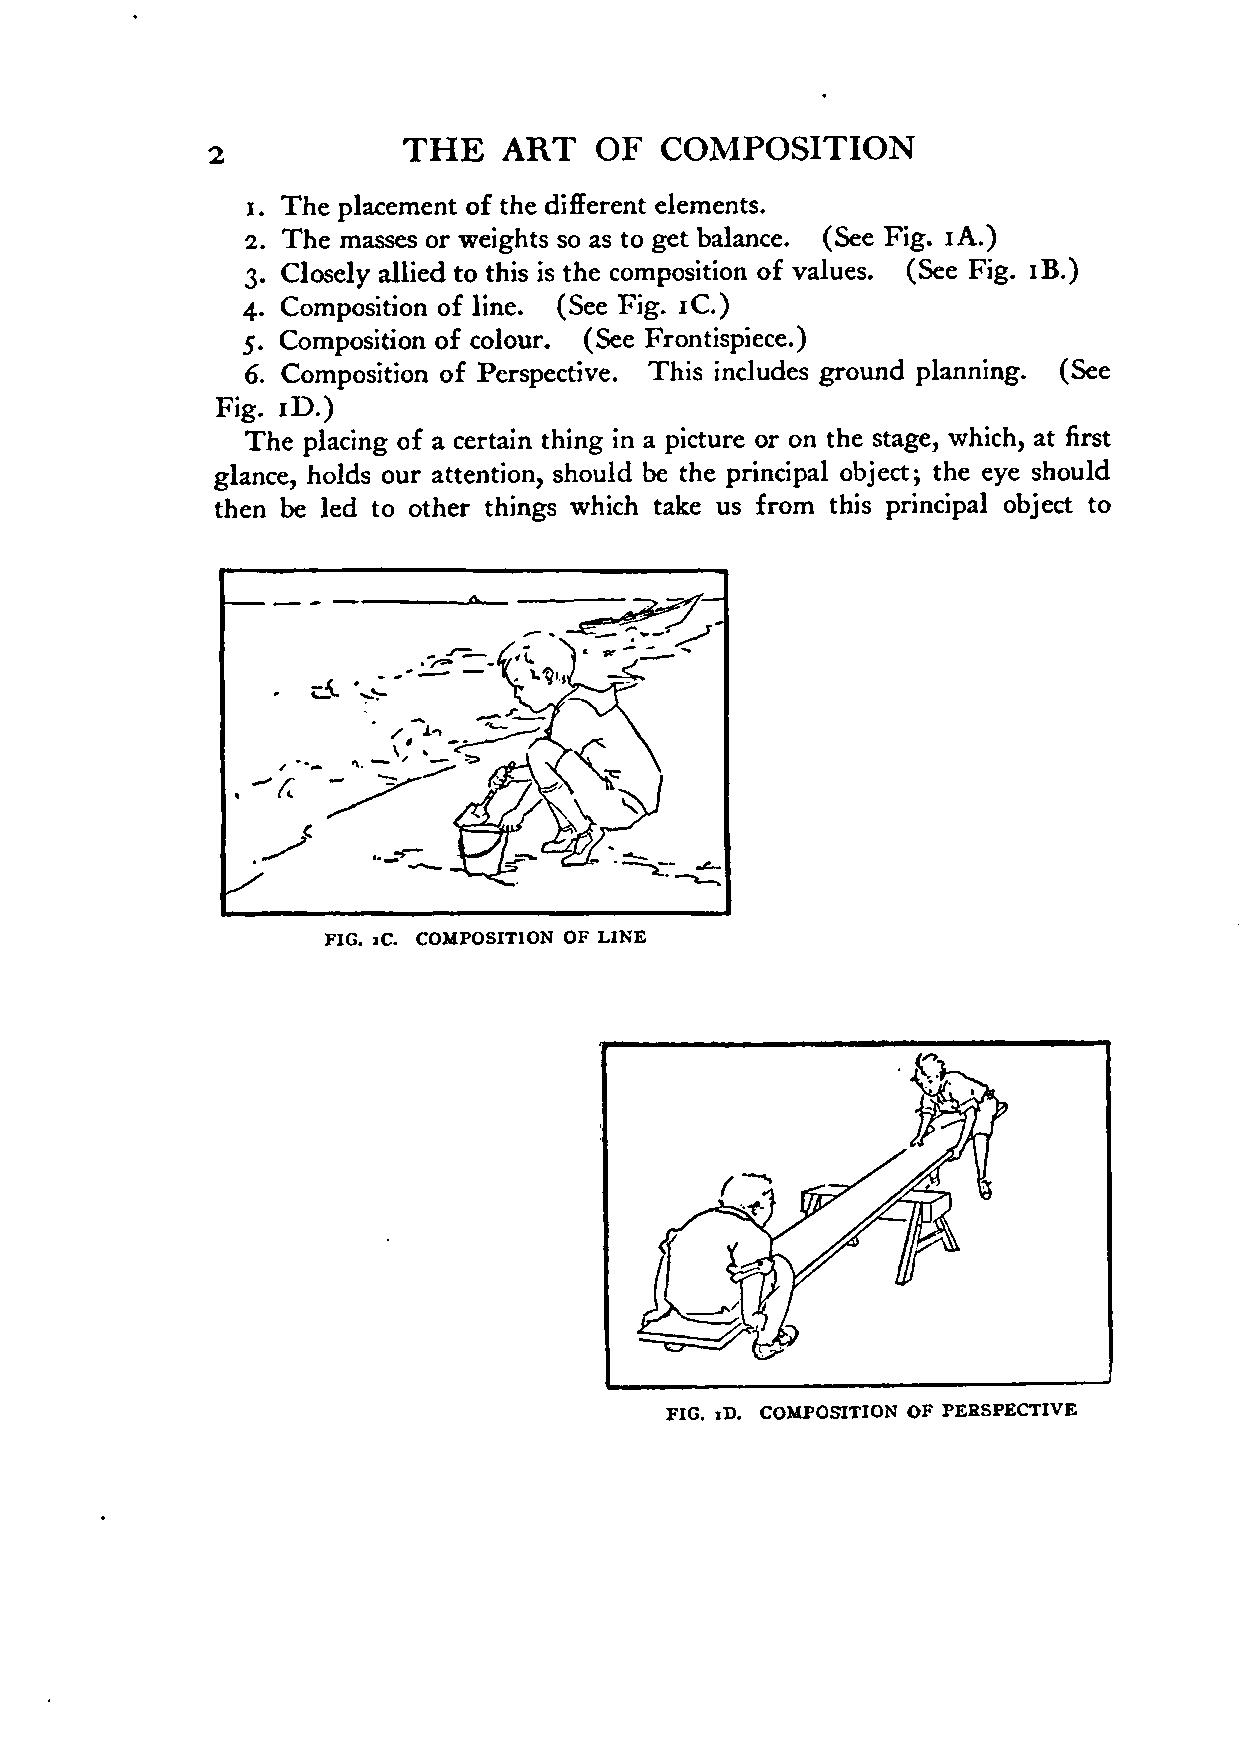 2 THE ART OF COMPOSITION
1. The placement of the different elements.
2. The masses or weights so as to get balance. (See Fig. 1A.)
3. Closely allied to this is the composition of values. (See Fig. 1B.)
4. Composition of line. (See Fig. 1C.)
5. Composition of colour. (See Frontispiece.)
6. Composition of Perspective. This includes ground planning. (See
Fig. 1D.)
The placing of a certain thing in a picture or on the stage, which, at first
glance, holds our attention, should be the principal object; the eye should
then be led to other things which take us from this principal object to
FIG. 1C. COMPOSITION OF LINE
FIG. 1D. COMPOSITION OF PERSPECTIVE